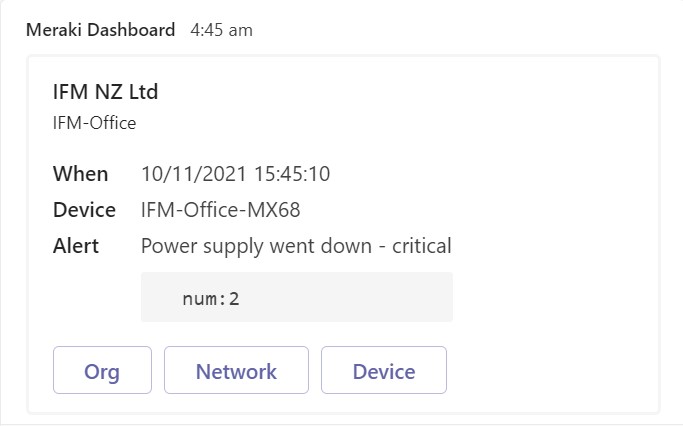 Meraki Dashboard 4:45 am
IFM NZ Ltd
IFM-Office
When 10/11/2021 15:45:10
Device IFM-Office-MX68
Alert Power supply went down - critical
num:2
Org Network Device